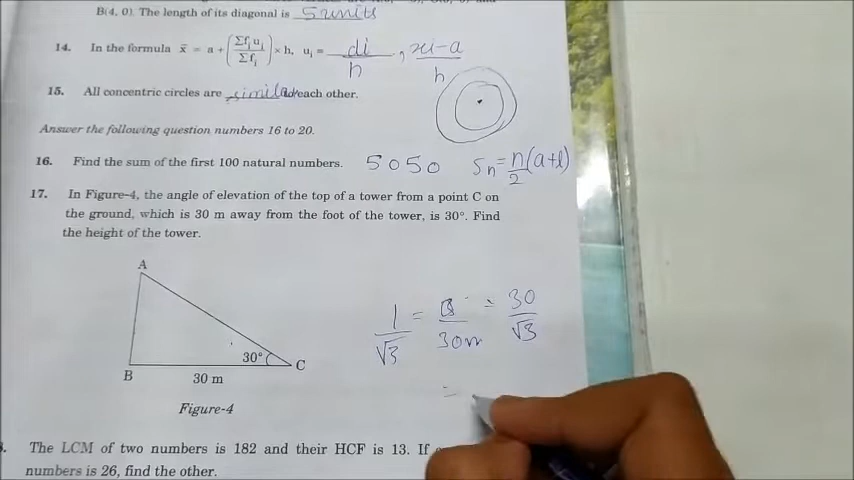 B(4, 0). The length of its diagonal is 5 units
14. In the formula x̄ = a + (Σfᵢuᵢ/Σfᵢ) × h, uᵢ = di/h , xi-a/h
15. All concentric circles are similar each other.
Answer the following question numbers 16 to 20.
16. Find the sum of the first 100 natural numbers. 5050 Sn = n/2 (a+l)
17. In Figure-4, the angle of elevation of the top of a tower from a point C on
the ground, which is 30 m away from the foot of the tower, is 30°. Find
the height of the tower.
A
1/√3 = /30m = 30/√3
30°
B
C
30 m
=
Figure-4
The LCM of two numbers is 182 and their HCF is 13. If
numbers is 26, find the other.